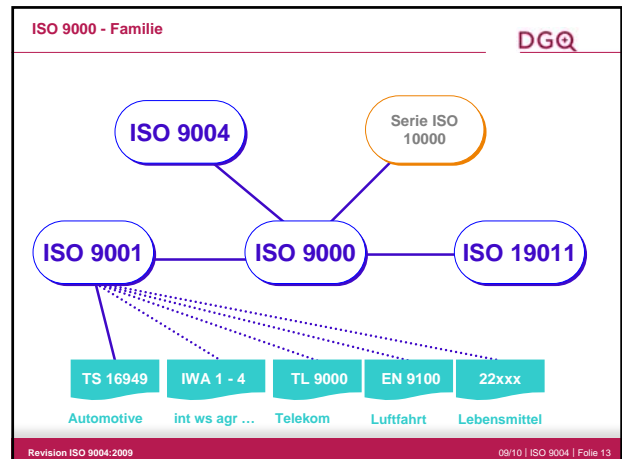 ISO 9000 - Familie
DGQ
ISO 9004
Serie ISO
10000
ISO 9001
ISO 9000
ISO 19011
TS 16949
IWA 1 - 4
TL 9000
EN 9100
22xxx
Automotive
int ws agr ...
Telekom
Luftfahrt
Lebensmittel
Revision ISO 9004:2009
09/10 | ISO 9004 | Folie 13